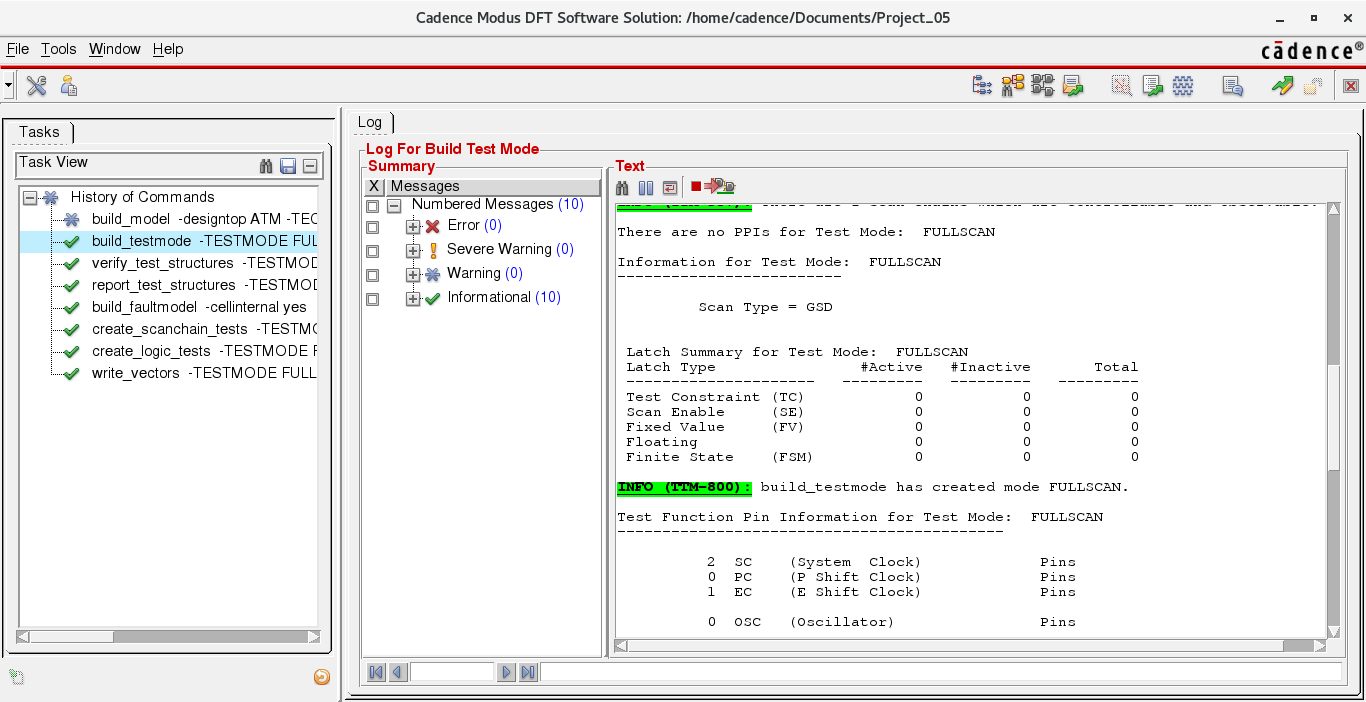 Cadence Modus DFT Software Solution: /home/cadence/Documents/Project_05
File Tools Window Help
cādence®
Tasks
Task View
History of Commands
build_model -designtop ATM -TEC
build_testmode -TESTMODE FUL
verify_test_structures -TESTMOD
report_test_structures -TESTMOD
build_faultmodel -cellinternal yes
create_scanchain_tests -TESTMO
create_logic_tests -TESTMODE F
write_vectors -TESTMODE FULL
Log
Log For Build Test Mode
Summary
X Messages
Numbered Messages (10)
Error (0)
Severe Warning (0)
Warning (0)
Informational (10)
Text
There are no PPIs for Test Mode: FULLSCAN
Information for Test Mode: FULLSCAN
-------------------------
Scan Type = GSD
Latch Summary for Test Mode: FULLSCAN
Latch Type #Active #Inactive Total
--------------------- --------- --------- ---------
Test Constraint (TC) 0 0 0
Scan Enable (SE) 0 0 0
Fixed Value (FV) 0 0 0
Floating 0 0 0
Finite State (FSM) 0 0 0
INFO (TTM-800): build_testmode has created mode FULLSCAN.
Test Function Pin Information for Test Mode: FULLSCAN
-------------------------------------------
2 SC (System Clock) Pins
0 PC (P Shift Clock) Pins
1 EC (E Shift Clock) Pins
0 OSC (Oscillator) Pins